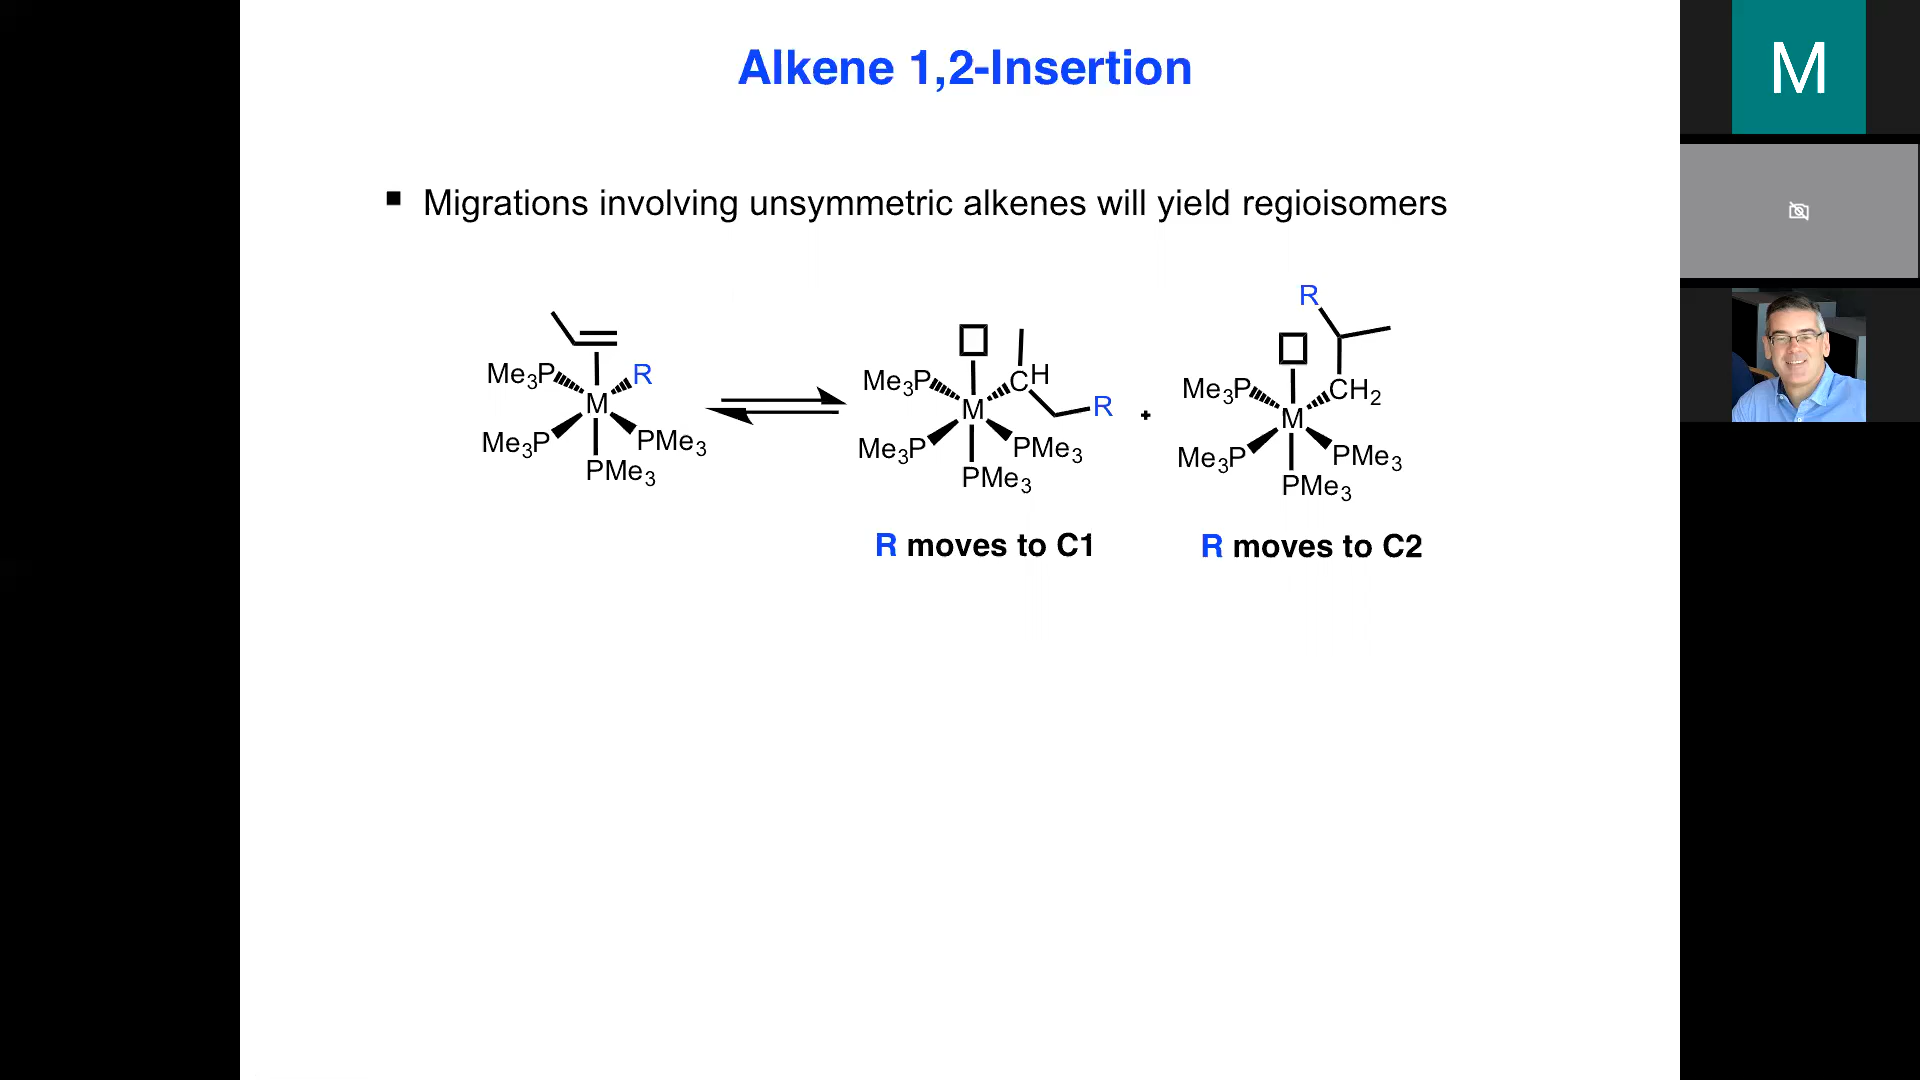 Alkene 1,2-Insertion
M
▪ Migrations involving unsymmetric alkenes will yield regioisomers
Me₃P R M Me₃P PMe₃ PMe₃
Me₃P M CH R Me₃P PMe₃ PMe₃
+
R Me₃P M CH₂ Me₃P PMe₃ PMe₃
R moves to C1
R moves to C2